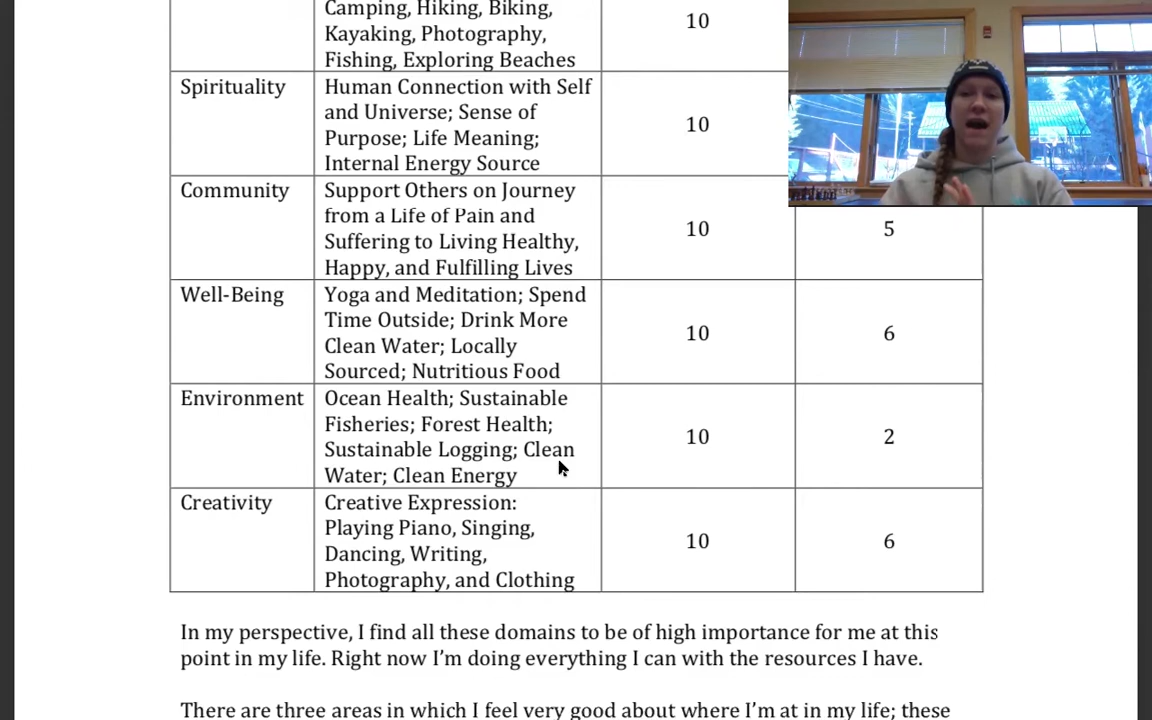 Camping, Hiking, Biking,
Kayaking, Photography,
Fishing, Exploring Beaches
10
Spirituality
Human Connection with Self
and Universe; Sense of
Purpose; Life Meaning;
Internal Energy Source
10
Community
Support Others on Journey
from a Life of Pain and
Suffering to Living Healthy,
Happy, and Fulfilling Lives
10
5
Well-Being
Yoga and Meditation; Spend
Time Outside; Drink More
Clean Water; Locally
Sourced; Nutritious Food
10
6
Environment
Ocean Health; Sustainable
Fisheries; Forest Health;
Sustainable Logging; Clean
Water; Clean Energy
10
2
Creativity
Creative Expression:
Playing Piano, Singing,
Dancing, Writing,
Photography, and Clothing
10
6
In my perspective, I find all these domains to be of high importance for me at this
point in my life. Right now I'm doing everything I can with the resources I have.
There are three areas in which I feel very good about where I'm at in my life; these